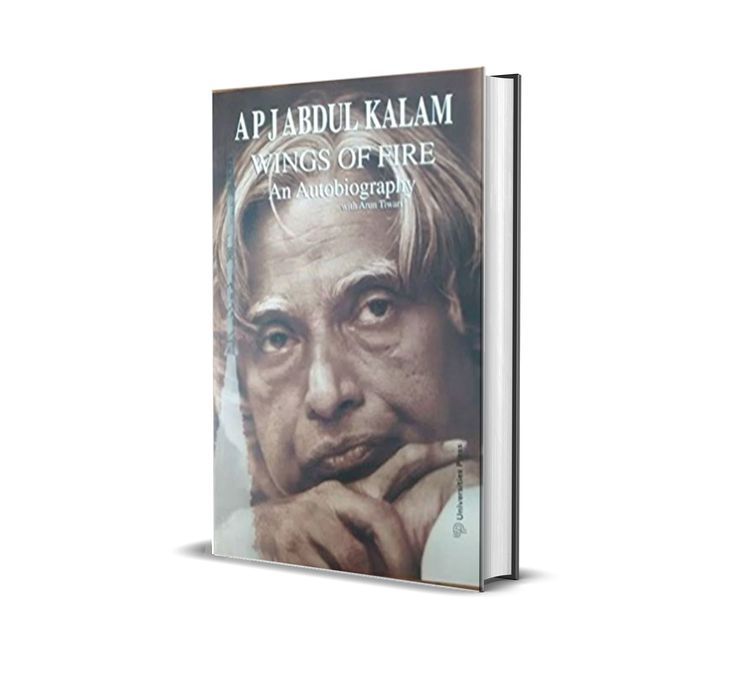 A P J ABDUL KALAM
WINGS OF FIRE
An Autobiography
with Arun Tiwari
Universities Press